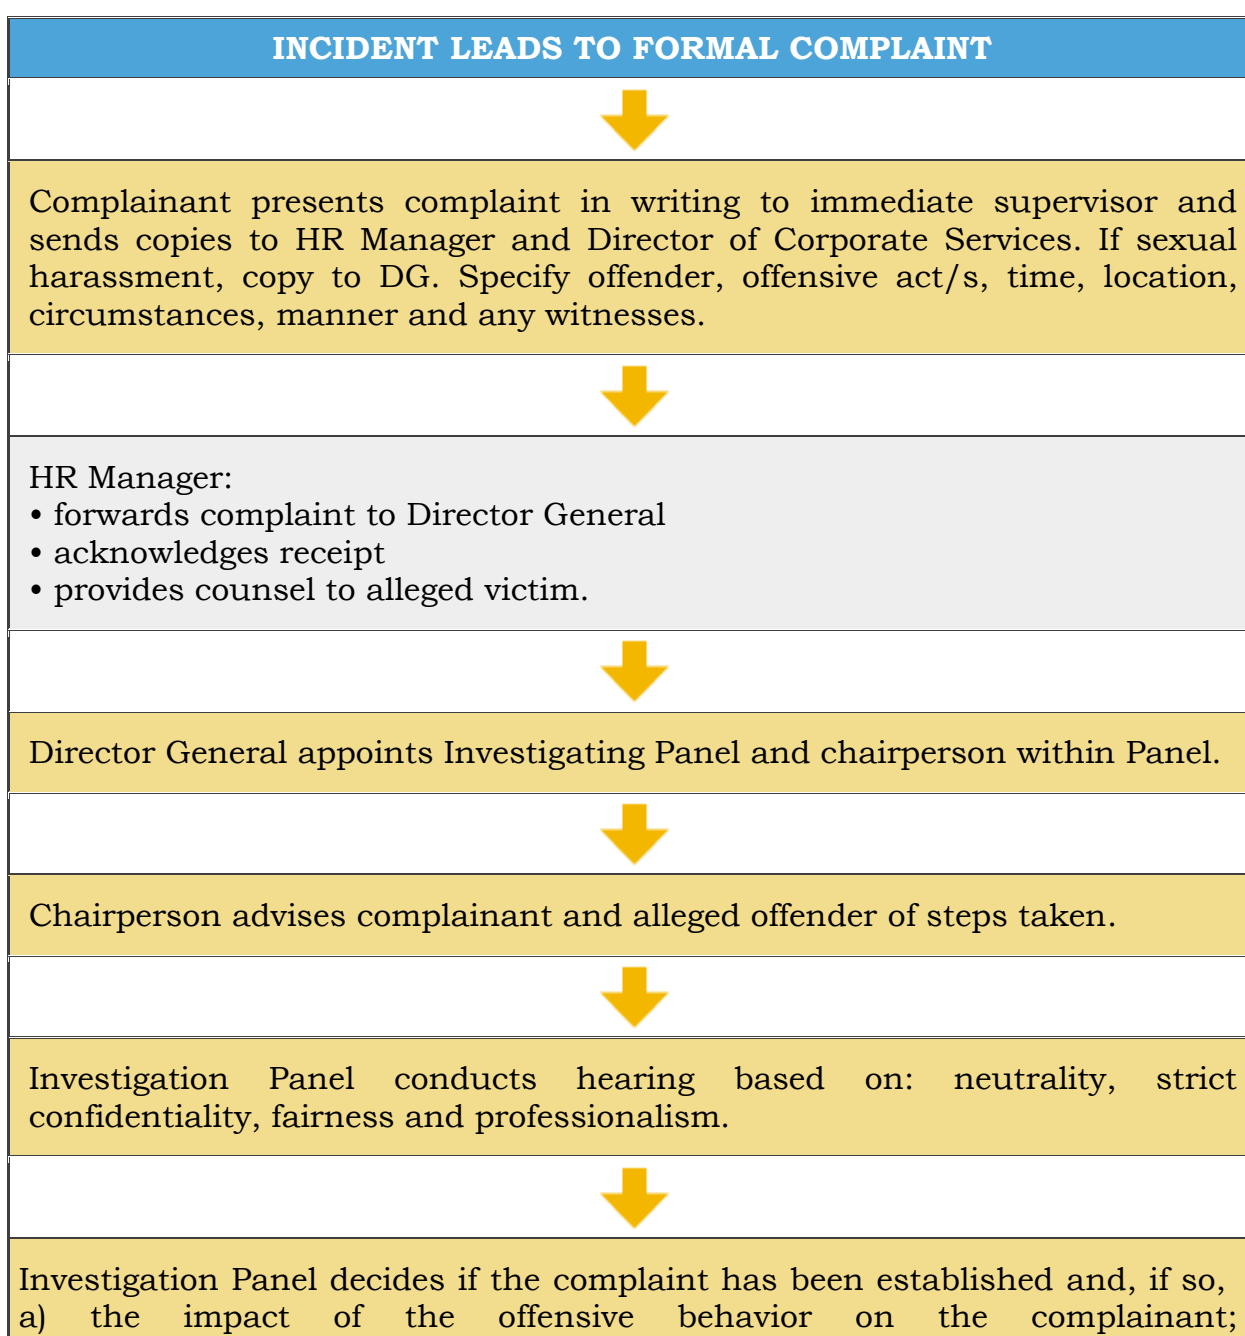 INCIDENT LEADS TO FORMAL COMPLAINT
Complainant presents complaint in writing to immediate supervisor and
sends copies to HR Manager and Director of Corporate Services. If sexual
harassment, copy to DG. Specify offender, offensive act/s, time, location,
circumstances, manner and any witnesses.
HR Manager:
• forwards complaint to Director General
• acknowledges receipt
• provides counsel to alleged victim.
Director General appoints Investigating Panel and chairperson within Panel.
Chairperson advises complainant and alleged offender of steps taken.
Investigation Panel conducts hearing based on: neutrality, strict
confidentiality, fairness and professionalism.
Investigation Panel decides if the complaint has been established and, if so,
a) the impact of the offensive behavior on the complainant;